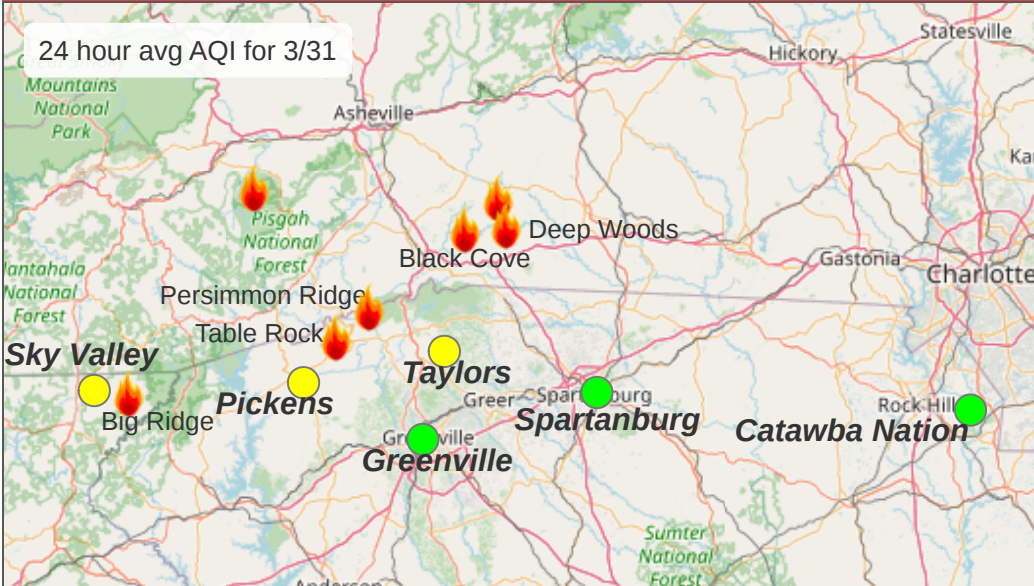 24 hour avg AQI for 3/31
Mountains
National
Park
Statesville
Hickory
Asheville
Pisgah
National
Forest
Deep Woods
Black Cove
Gastonia
Charlotte
National
Forest
Persimmon Ridge
Table Rock
Sky Valley
Taylors
Pickens
Greer
Big Ridge
Spartanburg
Rock Hill
Catawba Nation
Greenville
Sumter
National
Forest
Anderson